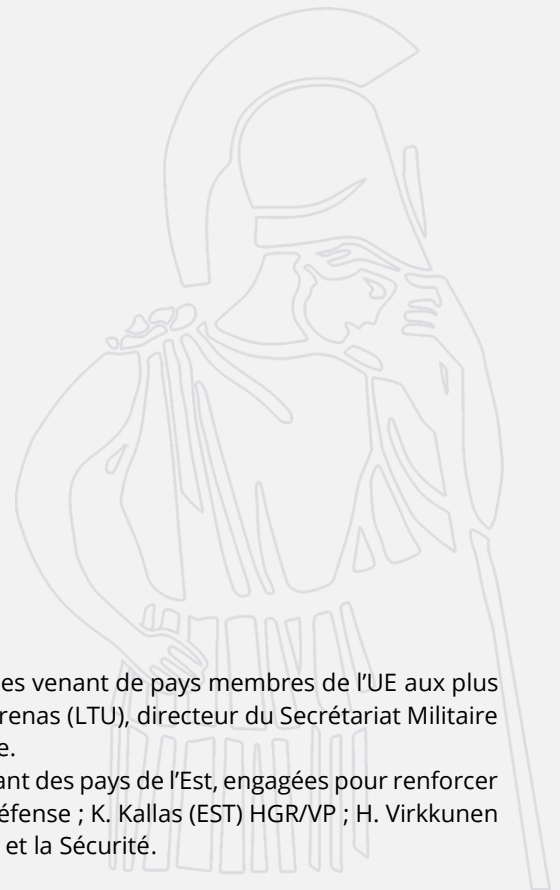 es venant de pays membres de l'UE aux plus
renas (LTU), directeur du Secrétariat Militaire
e.
ant des pays de l'Est, engagées pour renforcer
éfense ; K. Kallas (EST) HGR/VP ; H. Virkkunen
et la Sécurité.